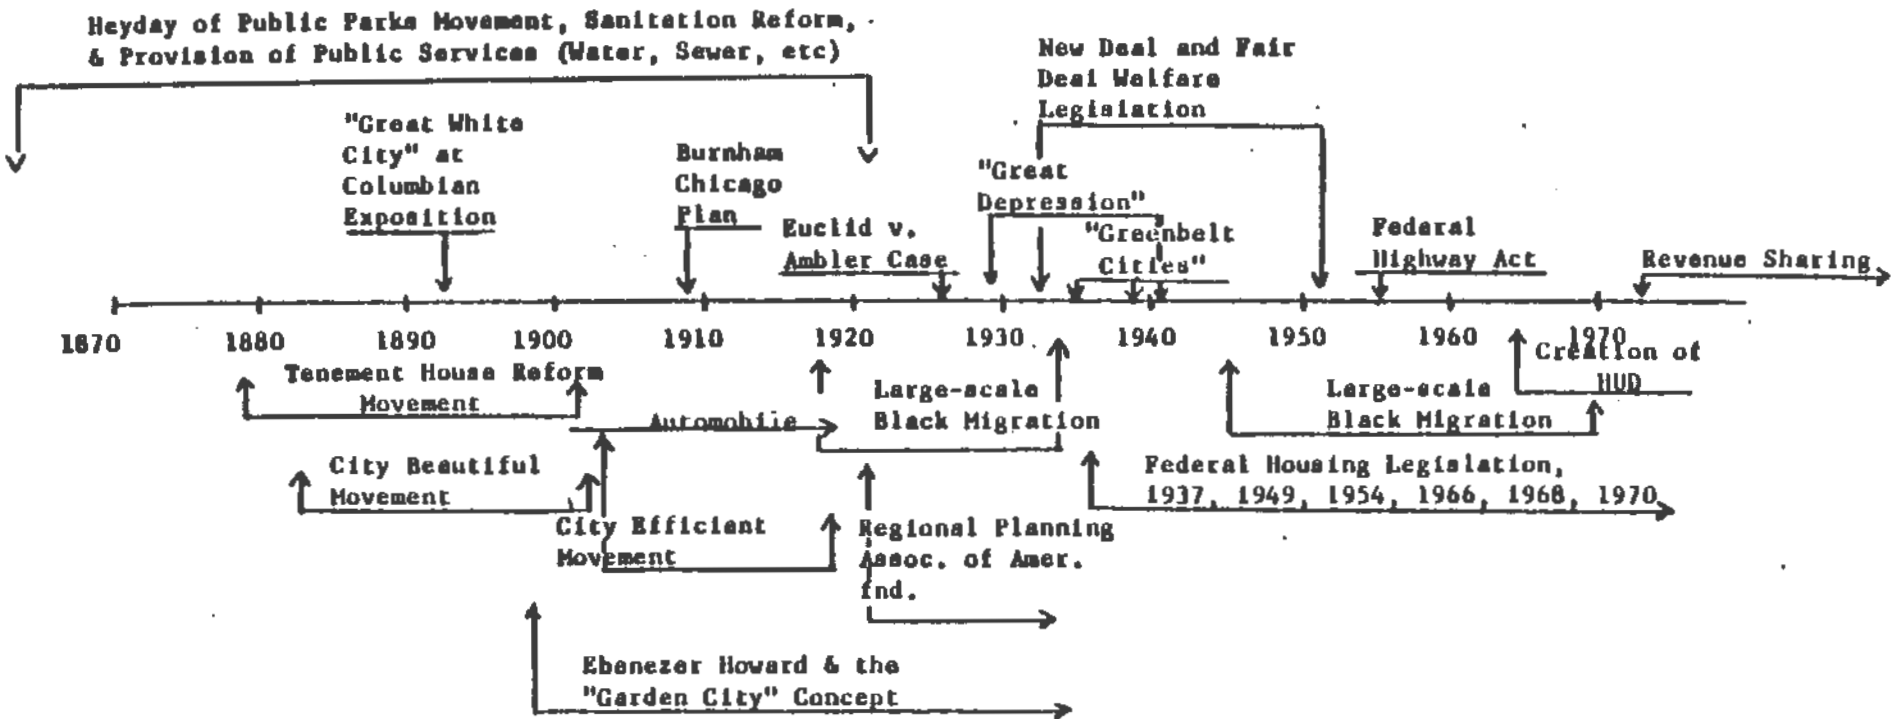 Heyday of Public Parks Movement, Sanitation Reform,
& Provision of Public Services (Water, Sewer, etc)
New Deal and Fair
Deal Welfare
Legislation
"Great White
City" at
Columbian
Exposition
Burnham
Chicago
Plan
Euclid v.
Ambler Case
"Great
Depression"
"Greenbelt
Cities"
Federal
Highway Act
Revenue Sharing
1870 1880 1890 1900 1910 1920 1930 1940 1950 1960 1970
Tenement House Reform
Movement
Automobile
Large-scale
Black Migration
Large-scale
Black Migration
Creation of
HUD
City Beautiful
Movement
Federal Housing Legislation,
1937, 1949, 1954, 1966, 1968, 1970
City Efficient
Movement
Regional Planning
Assoc. of Amer.
fnd.
Ebenezer Howard & the
"Garden City" Concept